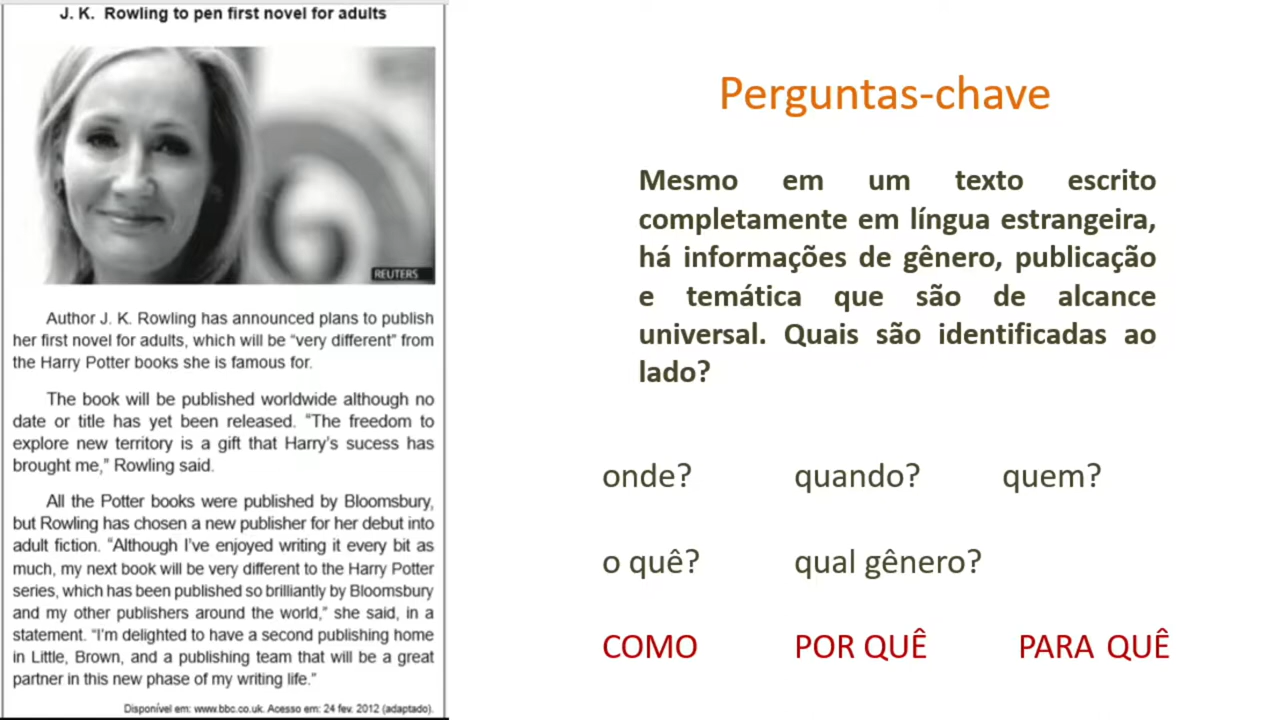 J. K. Rowling to pen first novel for adults
REUTERS
Author J. K. Rowling has announced plans to publish
her first novel for adults, which will be “very different” from
the Harry Potter books she is famous for.
The book will be published worldwide although no
date or title has yet been released. “The freedom to
explore new territory is a gift that Harry’s sucess has
brought me,” Rowling said.
All the Potter books were published by Bloomsbury,
but Rowling has chosen a new publisher for her debut into
adult fiction. “Although I’ve enjoyed writing it every bit as
much, my next book will be very different to the Harry Potter
series, which has been published so brilliantly by Bloomsbury
and my other publishers around the world,” she said, in a
statement. “I’m delighted to have a second publishing home
in Little, Brown, and a publishing team that will be a great
partner in this new phase of my writing life.”
Disponível em: www.bbc.co.uk. Acesso em: 24 fev. 2012 (adaptado).
Perguntas-chave
Mesmo em um texto escrito
completamente em língua estrangeira,
há informações de gênero, publicação
e temática que são de alcance
universal. Quais são identificadas ao
lado?
onde? quando? quem?
o quê? qual gênero?
COMO POR QUÊ PARA QUÊ